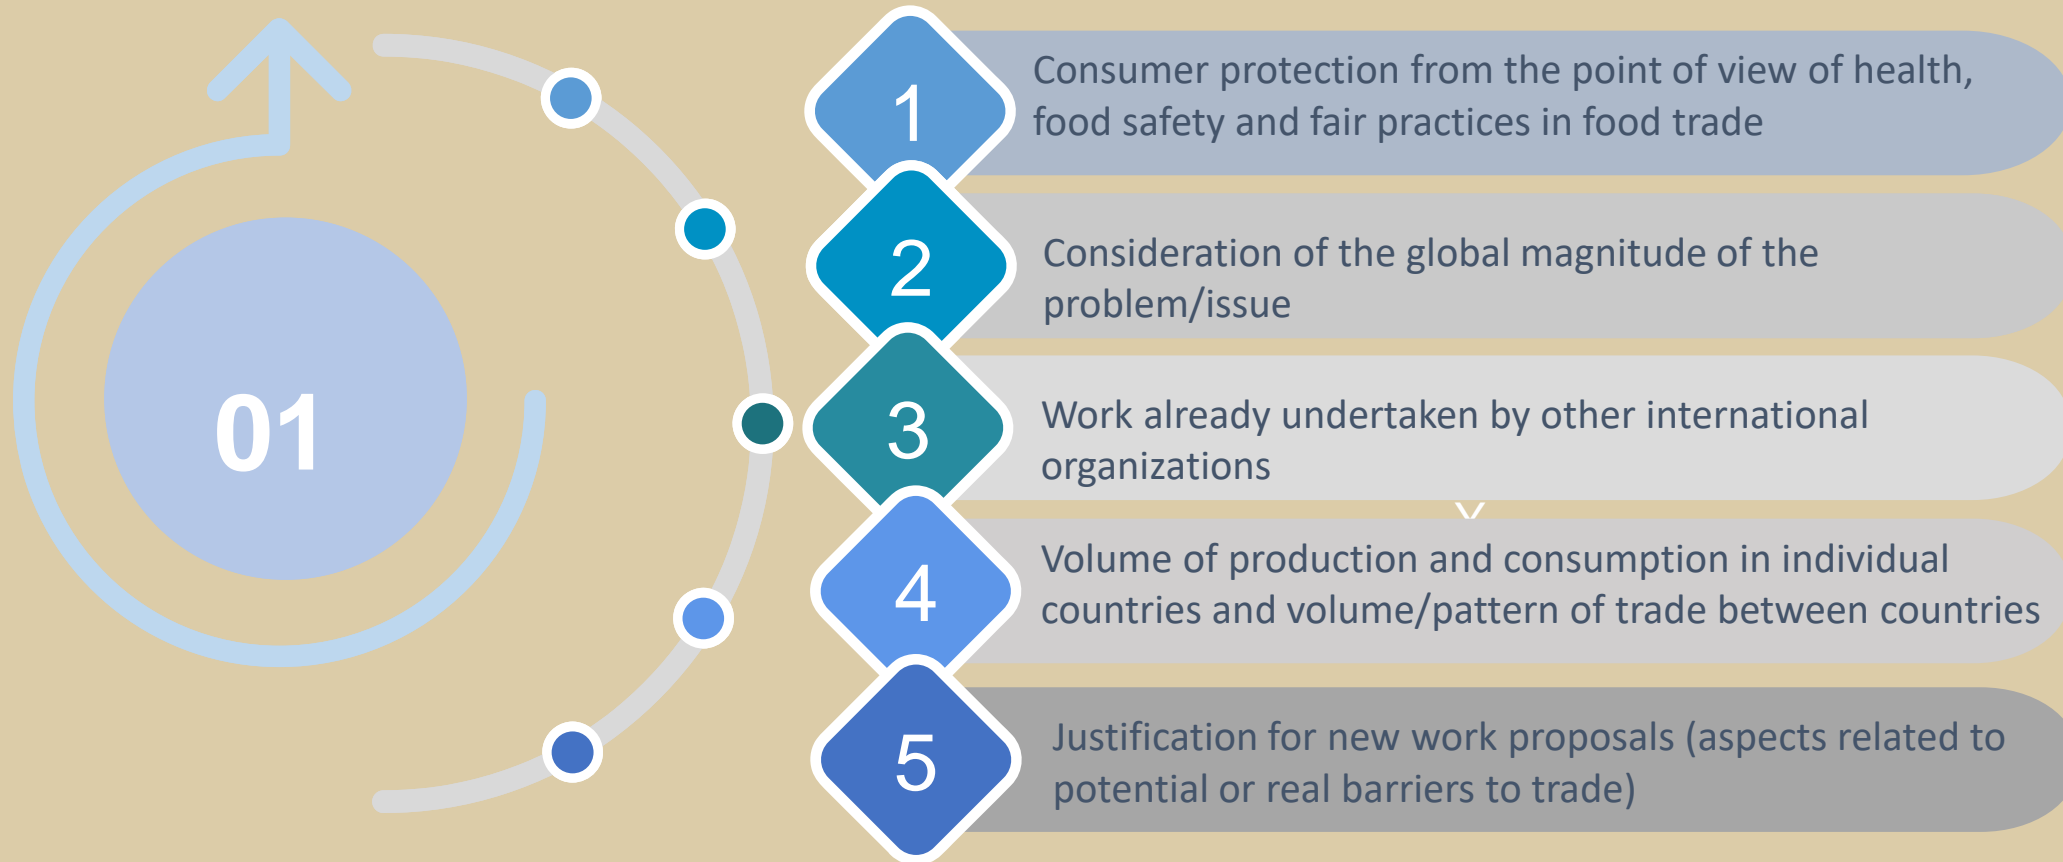 01
1
Consumer protection from the point of view of health,
food safety and fair practices in food trade
2
Consideration of the global magnitude of the
problem/issue
3
Work already undertaken by other international
organizations
4
Volume of production and consumption in individual
countries and volume/pattern of trade between countries
5
Justification for new work proposals (aspects related to
potential or real barriers to trade)